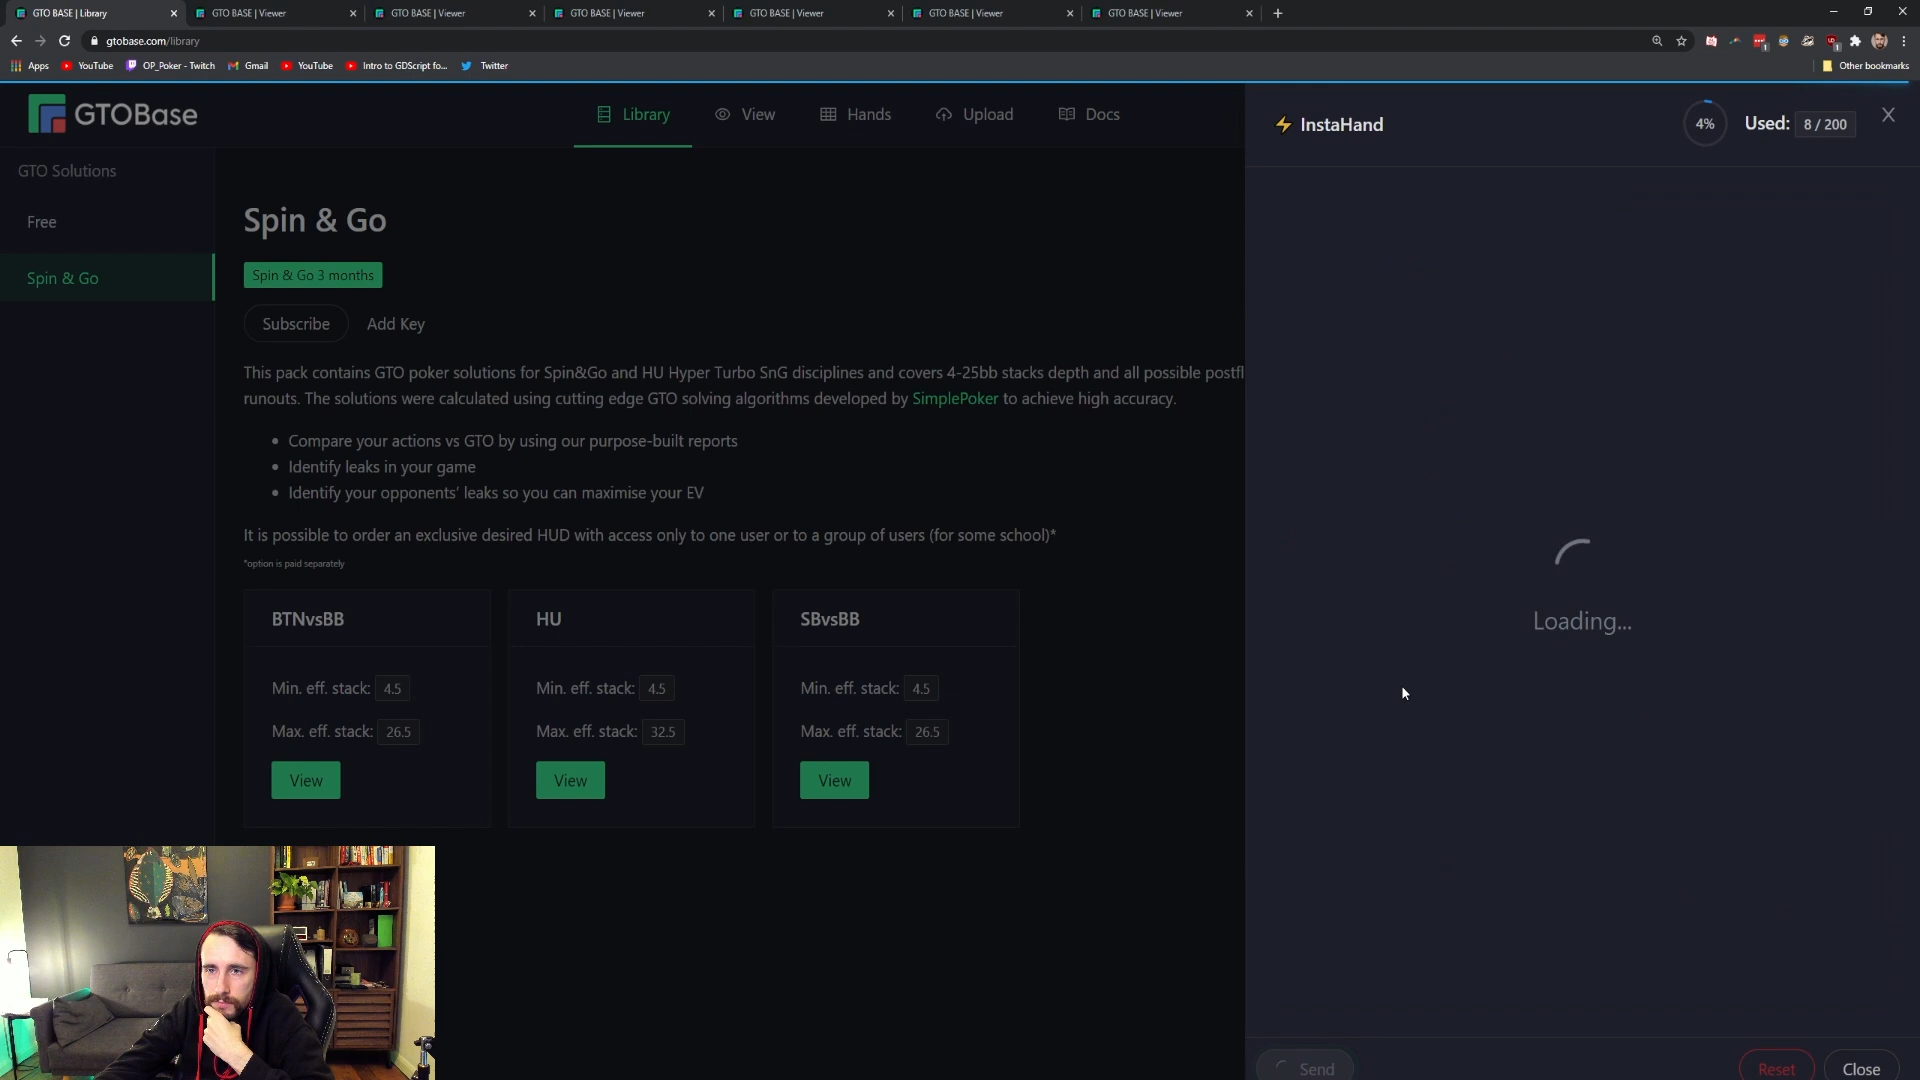 GTO BASE | Library
GTO BASE | Viewer
GTO BASE | Viewer
GTO BASE | Viewer
GTO BASE | Viewer
GTO BASE | Viewer
GTO BASE | Viewer
gtobase.com/library
Apps
YouTube
OP_Poker - Twitch
Gmail
YouTube
Intro to GDScript fo...
Twitter
Other bookmarks
GTOBase
Library
View
Hands
Upload
Docs
InstaHand
4%
Used: 8 / 200
GTO Solutions
Free
Spin & Go
Spin & Go
Spin & Go 3 months
Subscribe
Add Key
This pack contains GTO poker solutions for Spin&Go and HU Hyper Turbo SnG disciplines and covers 4-25bb stacks depth and all possible postfl
runouts. The solutions were calculated using cutting edge GTO solving algorithms developed by SimplePoker to achieve high accuracy.
• Compare your actions vs GTO by using our purpose-built reports
• Identify leaks in your game
• Identify your opponents' leaks so you can maximise your EV
It is possible to order an exclusive desired HUD with access only to one user or to a group of users (for some school)*
*option is paid separately
BTNvsBB
Min. eff. stack: 4.5
Max. eff. stack: 26.5
View
HU
Min. eff. stack: 4.5
Max. eff. stack: 32.5
View
SBvsBB
Min. eff. stack: 4.5
Max. eff. stack: 26.5
View
Loading...
Send
Reset
Close